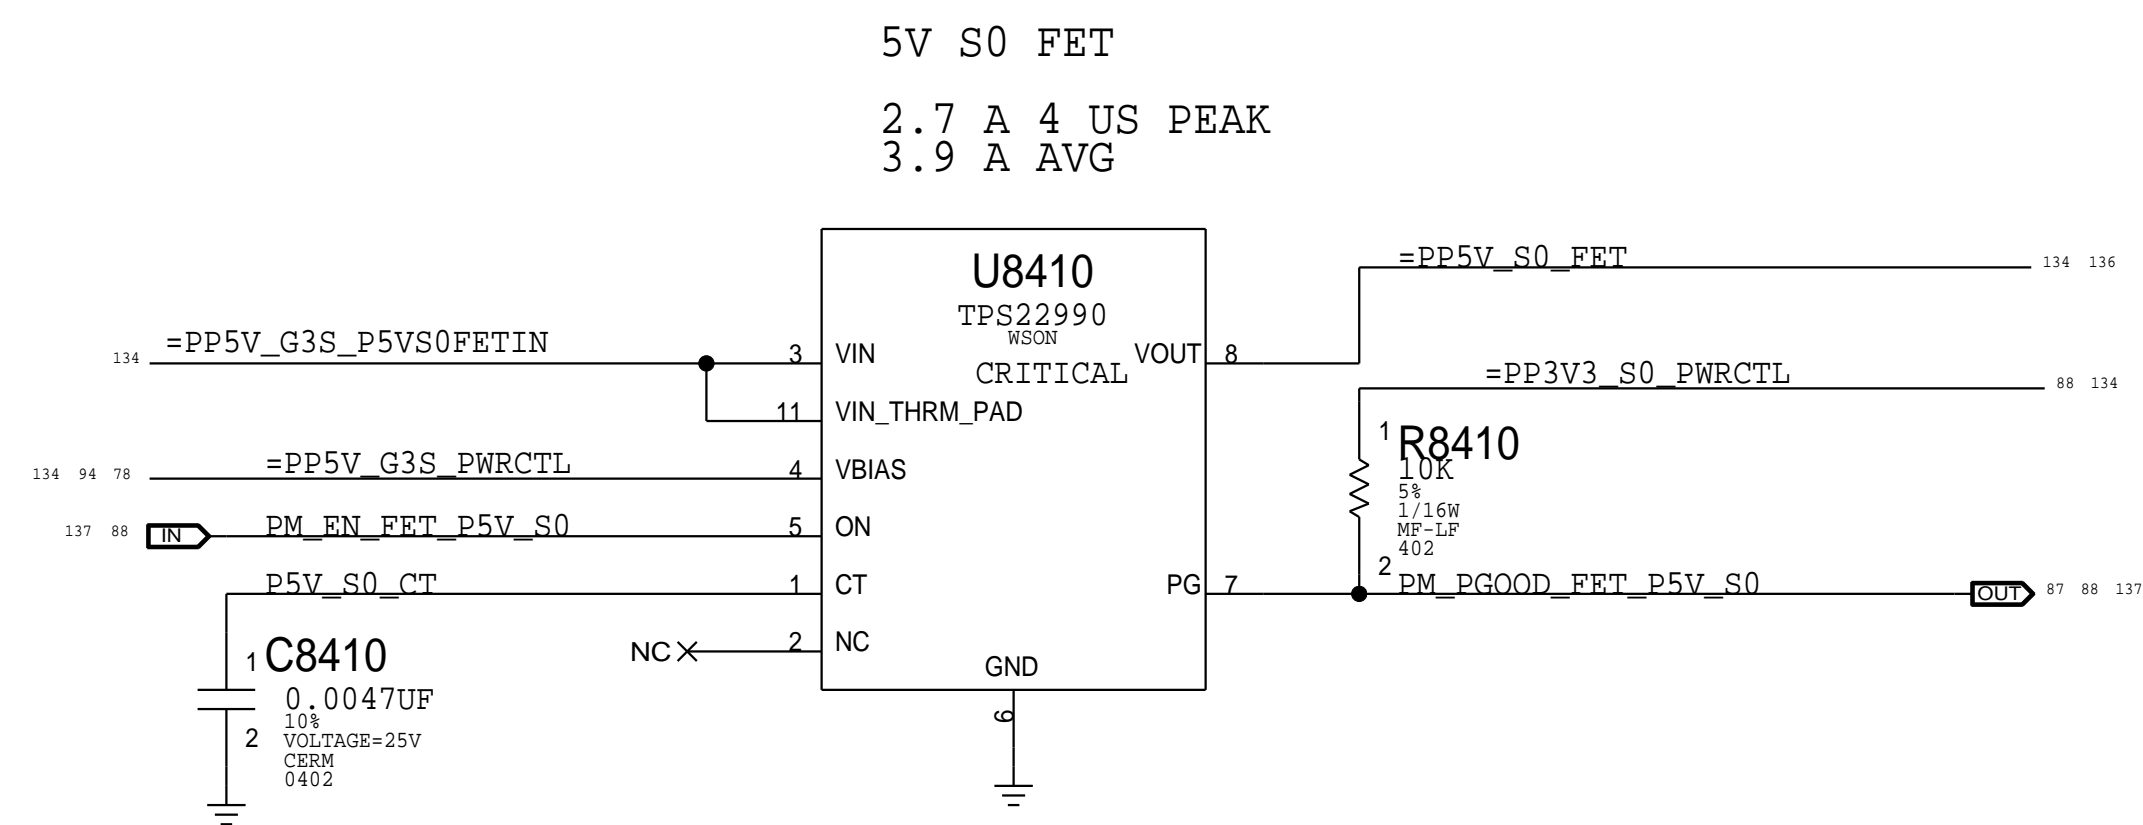 5V S0 FET
2.7 A 4 US PEAK
3.9 A AVG
U8410
TPS22990
WSON
CRITICAL
134 =PP5V_G3S_P5VS0FETIN 3 VIN
11 VIN_THRM_PAD
134 94 78 =PP5V_G3S_PWRCTL 4 VBIAS
137 88 IN PM_EN_FET_P5V_S0 5 ON
P5V_S0_CT 1 CT
NC 2 NC
GND
6
VOUT 8 =PP5V_S0_FET 134 136
=PP3V3_S0_PWRCTL 88 134
1 R8410
10K
5%
1/16W
MF-LF
402
2
PG 7 PM_PGOOD_FET_P5V_S0 OUT 87 88 137
1 C8410
0.0047UF
10%
2 VOLTAGE=25V
CERM
0402